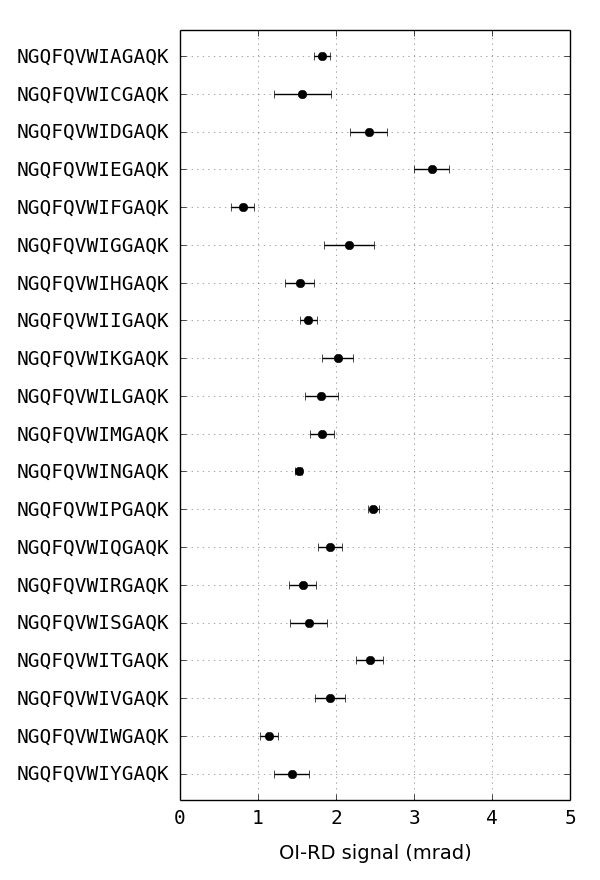 NGQFQVWIAGAQK
NGQFQVWICGAQK
NGQFQVWIDGAQK
NGQFQVWIEGAQK
NGQFQVWIFGAQK
NGQFQVWIGGAQK
NGQFQVWIHGAQK
NGQFQVWIIGAQK
NGQFQVWIKGAQK
NGQFQVWILGAQK
NGQFQVWIMGAQK
NGQFQVWINGAQK
NGQFQVWIPGAQK
NGQFQVWIQGAQK
NGQFQVWIRGAQK
NGQFQVWISGAQK
NGQFQVWITGAQK
NGQFQVWIVGAQK
NGQFQVWIWGAQK
NGQFQVWIYGAQK
0 1 2 3 4 5
OI-RD signal (mrad)